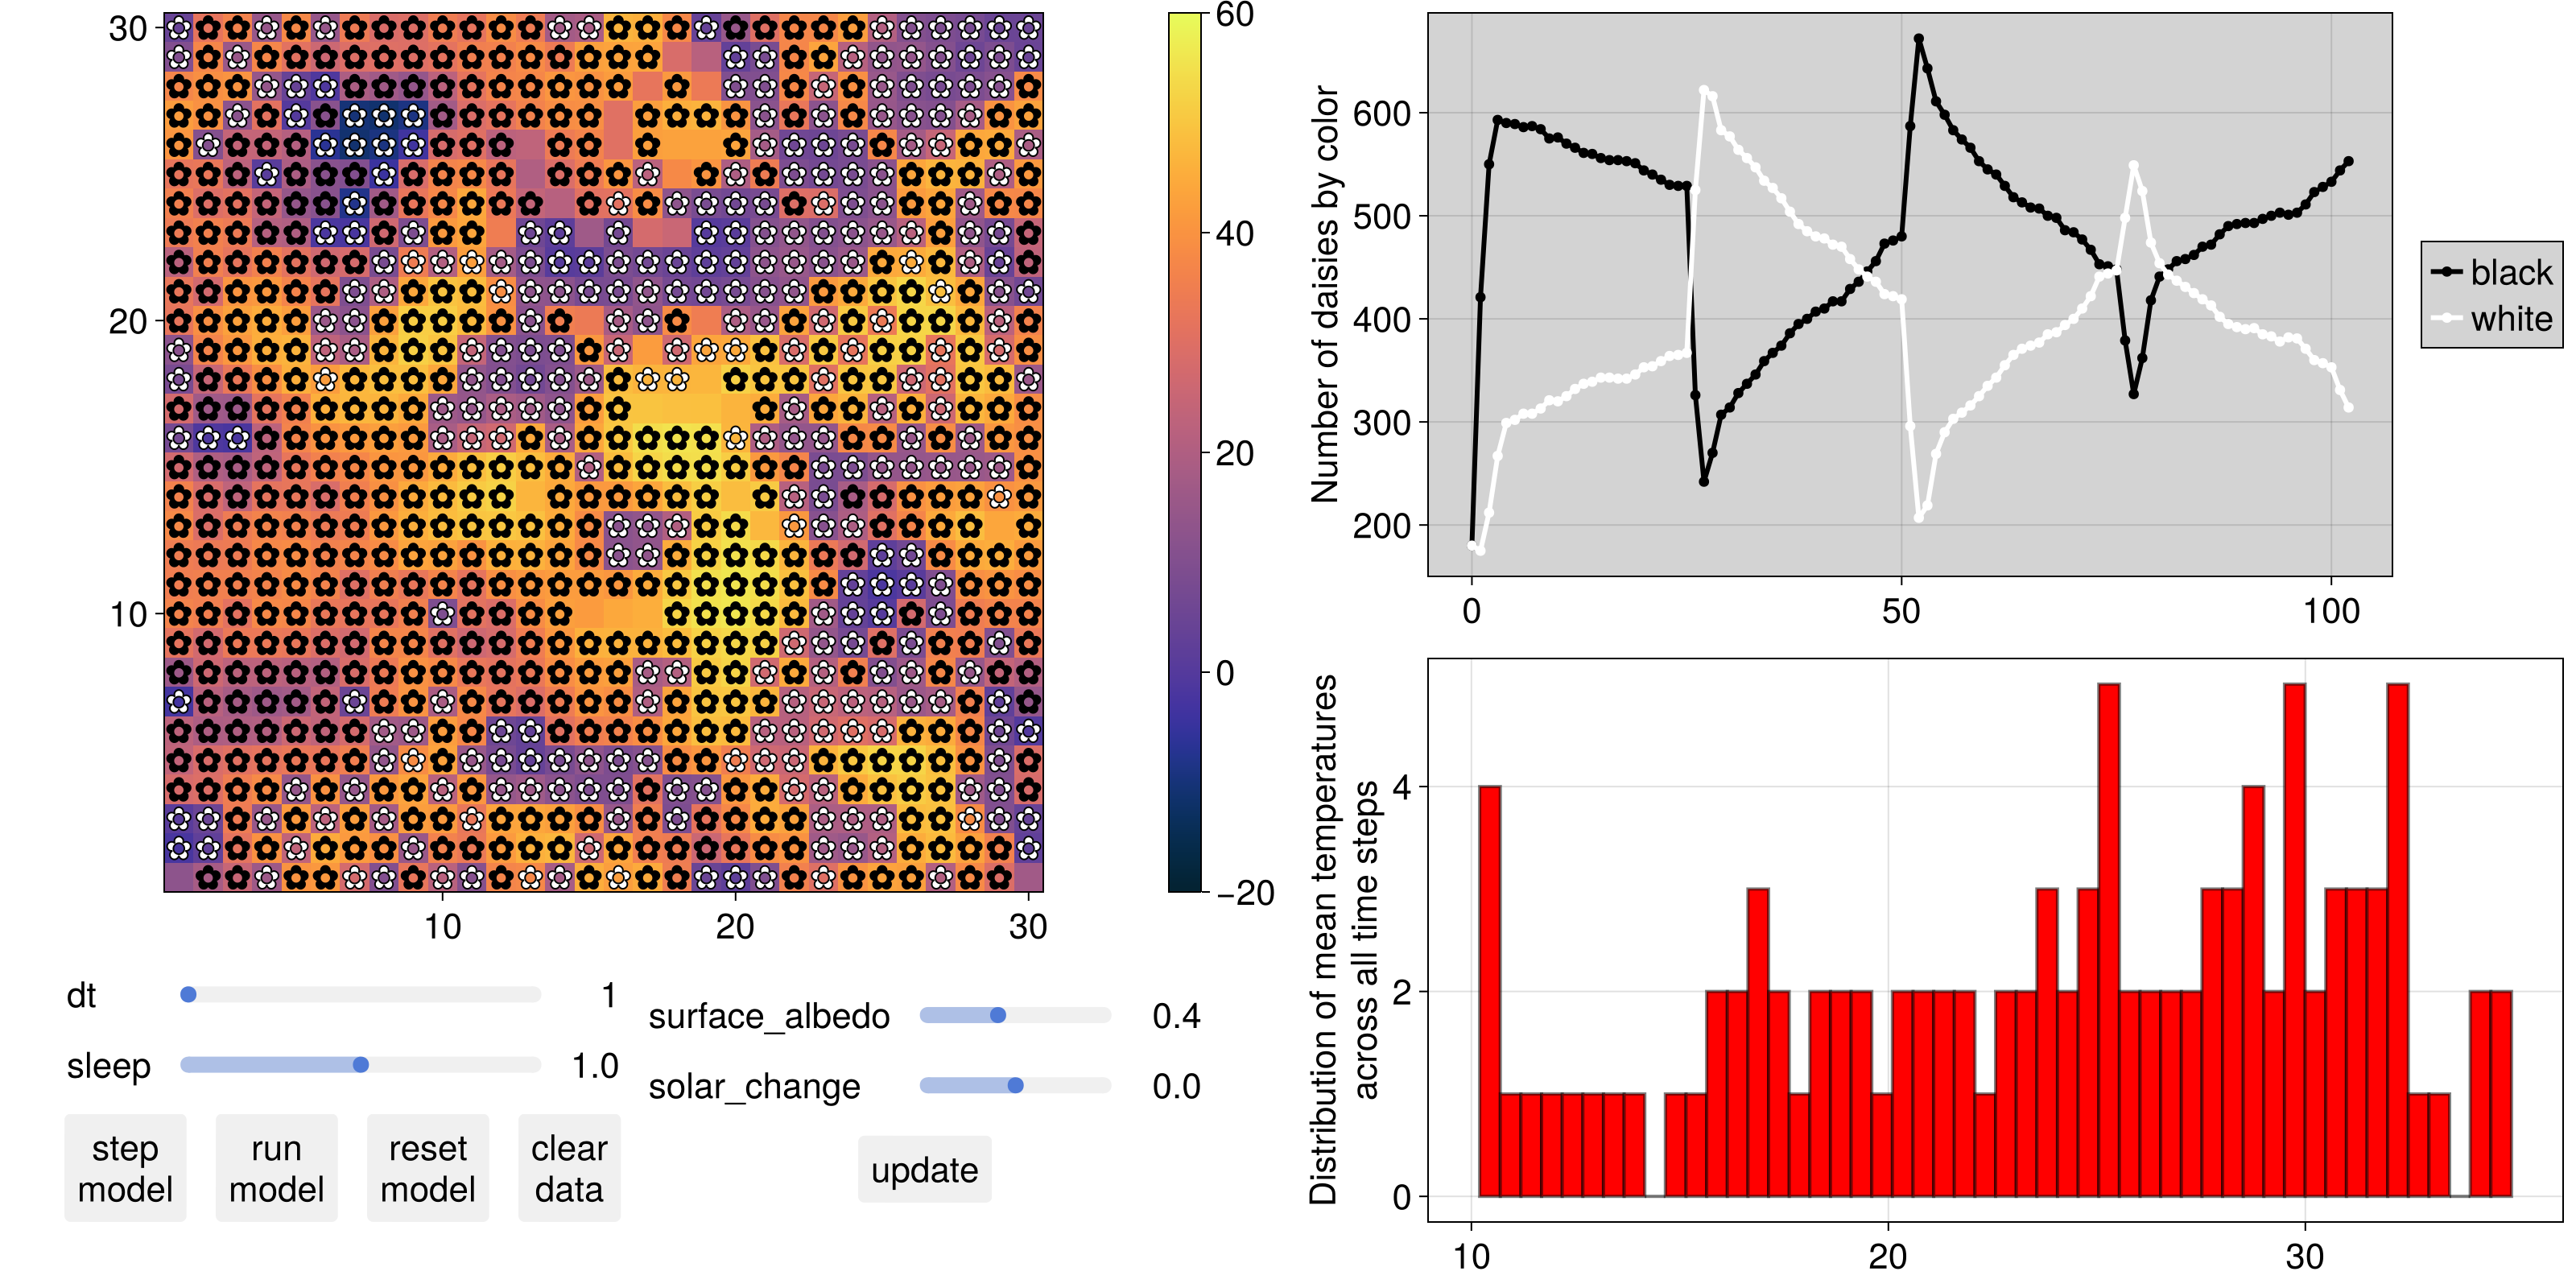 30
20
10
10
20
30
60
40
20
0
−20
Number of daisies by color
600
500
400
300
200
0
50
100
black
white
Distribution of mean temperatures
across all time steps
4
2
0
10
20
30
dt
1
sleep
1.0
surface_albedo
0.4
solar_change
0.0
step
model
run
model
reset
model
clear
data
update